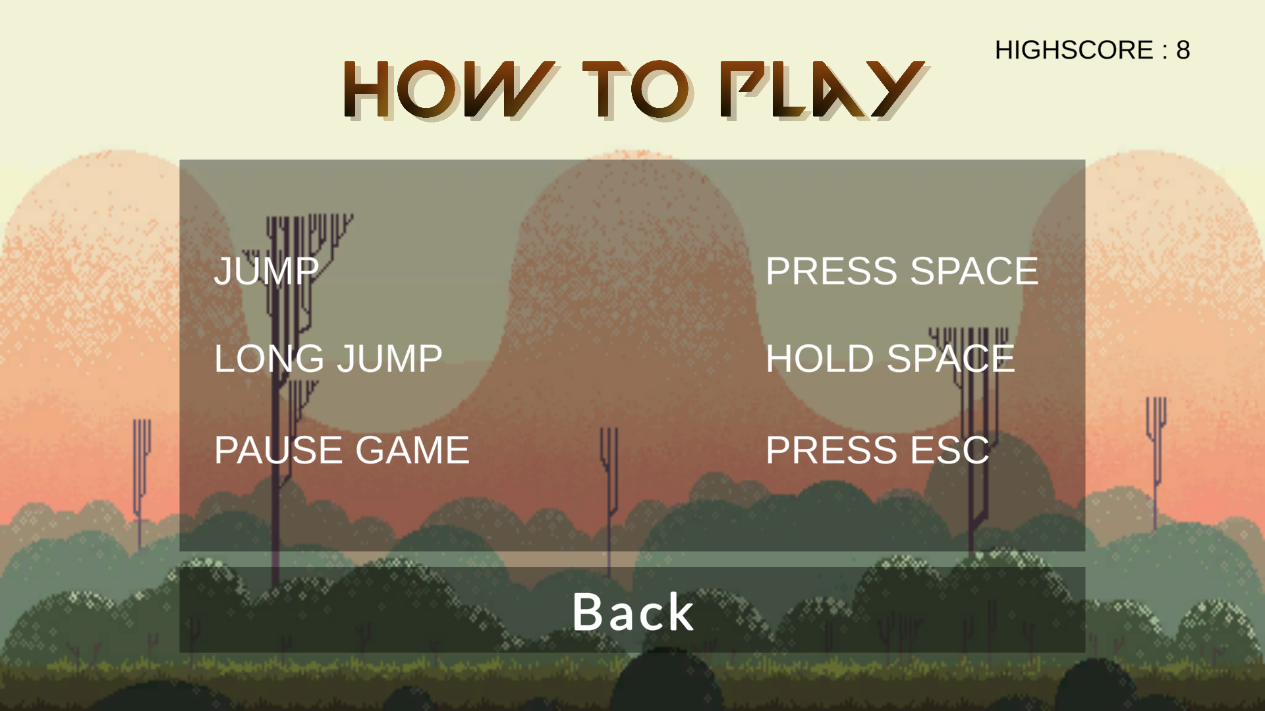 HIGHSCORE : 8
HOW TO PLAY
JUMP PRESS SPACE
LONG JUMP HOLD SPACE
PAUSE GAME PRESS ESC
Back